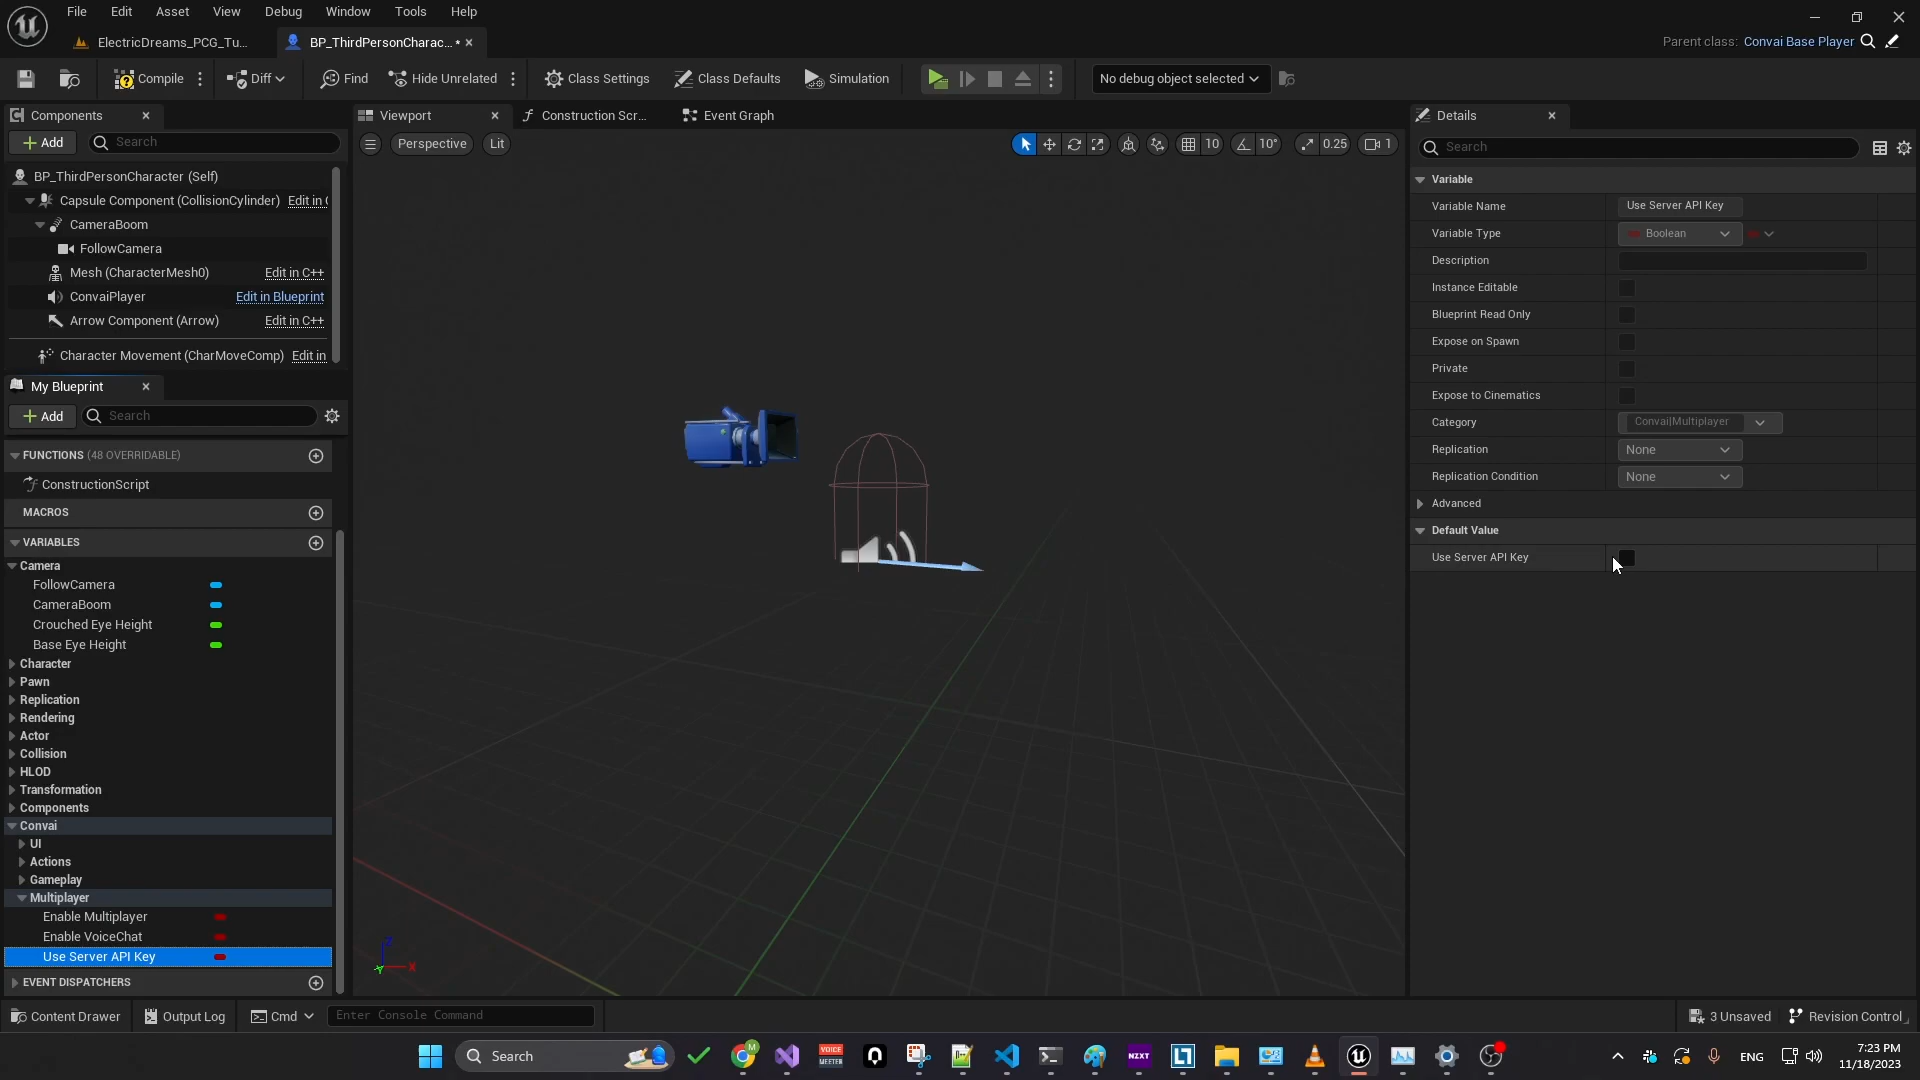 File Edit Asset View Debug Window Tools Help
ElectricDreams_PCG_Tu...
BP_ThirdPersonCharac... *
Parent class: Convai Base Player
Compile Diff Find Hide Unrelated Class Settings Class Defaults Simulation No debug object selected
Components
Add Search
BP_ThirdPersonCharacter (Self)
Capsule Component (CollisionCylinder) Edit in C
CameraBoom
FollowCamera
Mesh (CharacterMesh0) Edit in C++
ConvaiPlayer Edit in Blueprint
Arrow Component (Arrow) Edit in C++
Character Movement (CharMoveComp) Edit in
My Blueprint
Add Search
FUNCTIONS (48 OVERRIDABLE)
ConstructionScript
MACROS
VARIABLES
Camera
FollowCamera
CameraBoom
Crouched Eye Height
Base Eye Height
Character
Pawn
Replication
Rendering
Actor
Collision
HLOD
Transformation
Components
Convai
UI
Actions
Gameplay
Multiplayer
Enable Multiplayer
Enable VoiceChat
Use Server API Key
EVENT DISPATCHERS
Viewport Construction Scr... Event Graph
Perspective Lit 10 10° 0.25 1
Z
X
Y
Details
Search
Variable
Variable Name Use Server API Key
Variable Type Boolean
Description
Instance Editable
Blueprint Read Only
Expose on Spawn
Private
Expose to Cinematics
Category Convai|Multiplayer
Replication None
Replication Condition None
Advanced
Default Value
Use Server API Key
Content Drawer Output Log Cmd Enter Console Command 3 Unsaved Revision Control
Search
VOICE
MEETER
NZXT
ENG
7:23 PM
11/18/2023